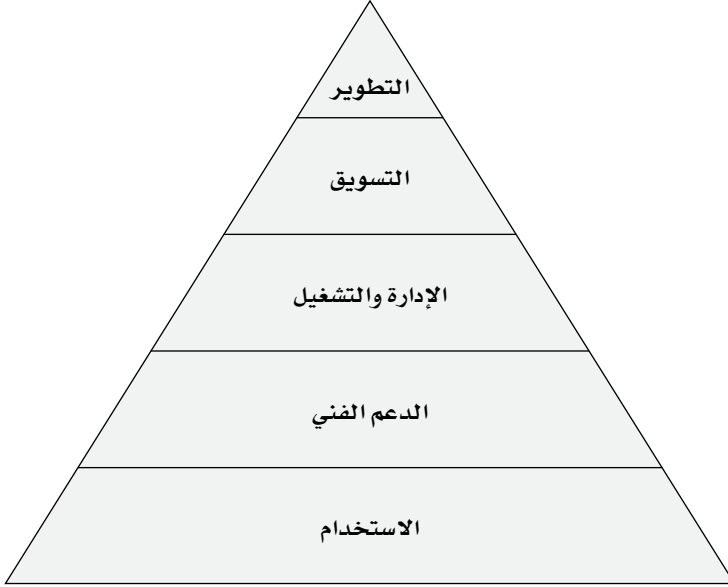 التطوير
التسويق
الإدارة والتشغيل
الدعم الفني
الاستخدام